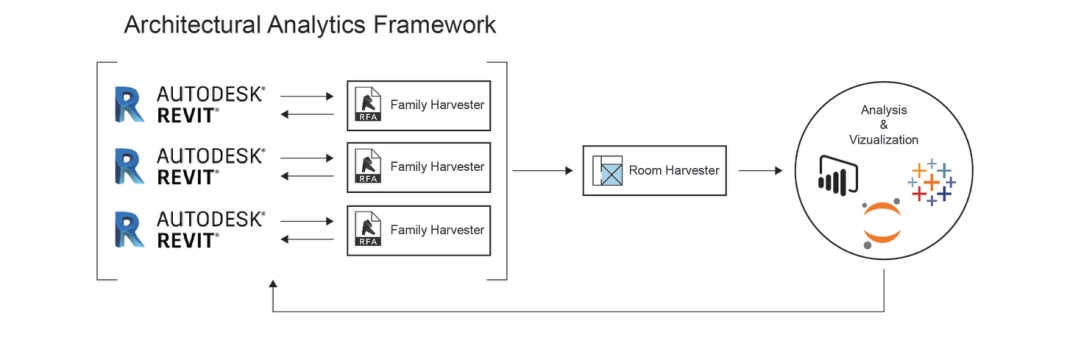 Architectural Analytics Framework
AUTODESK®
REVIT®
RFA
Family Harvester
AUTODESK®
REVIT®
RFA
Family Harvester
AUTODESK®
REVIT®
RFA
Family Harvester
Room Harvester
Analysis
&
Vizualization